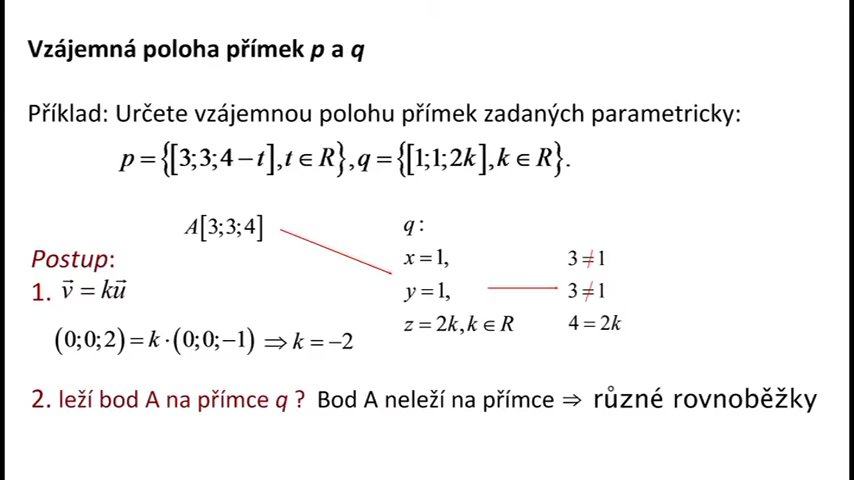 Vzájemná poloha přímek p a q
Příklad: Určete vzájemnou polohu přímek zadaných parametricky:
p = {[3;3;4 − t], t ∈ R}, q = {[1;1;2k], k ∈ R}.
A[3;3;4]
q :
Postup:
x = 1,
3 ≠ 1
1. v⃗ = ku⃗
y = 1,
3 ≠ 1
z = 2k, k ∈ R
4 = 2k
(0;0;2) = k · (0;0;−1) ⇒ k = −2
2. leží bod A na přímce q ? Bod A neleží na přímce ⇒ různé rovnoběžky